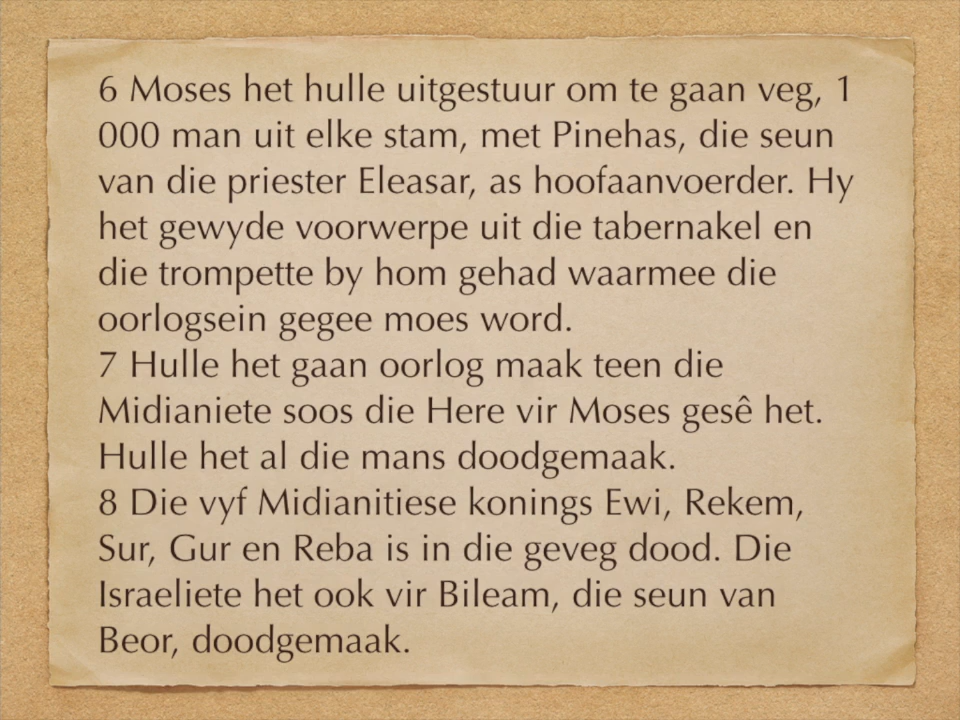 6 Moses het hulle uitgestuur om te gaan veg, 1
000 man uit elke stam, met Pinehas, die seun
van die priester Eleasar, as hoofaanvoerder. Hy
het gewyde voorwerpe uit die tabernakel en
die trompette by hom gehad waarmee die
oorlogsein gegee moes word.
7 Hulle het gaan oorlog maak teen die
Midianiete soos die Here vir Moses gesê het.
Hulle het al die mans doodgemaak.
8 Die vyf Midianitiese konings Ewi, Rekem,
Sur, Gur en Reba is in die geveg dood. Die
Israeliete het ook vir Bileam, die seun van
Beor, doodgemaak.